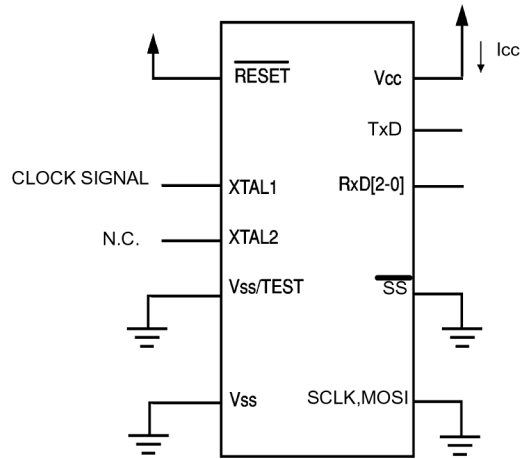 Icc
RESET
Vcc
TxD
CLOCK SIGNAL
XTAL1
RxD[2-0]
N.C.
XTAL2
Vss/TEST
SS
Vss
SCLK,MOSI